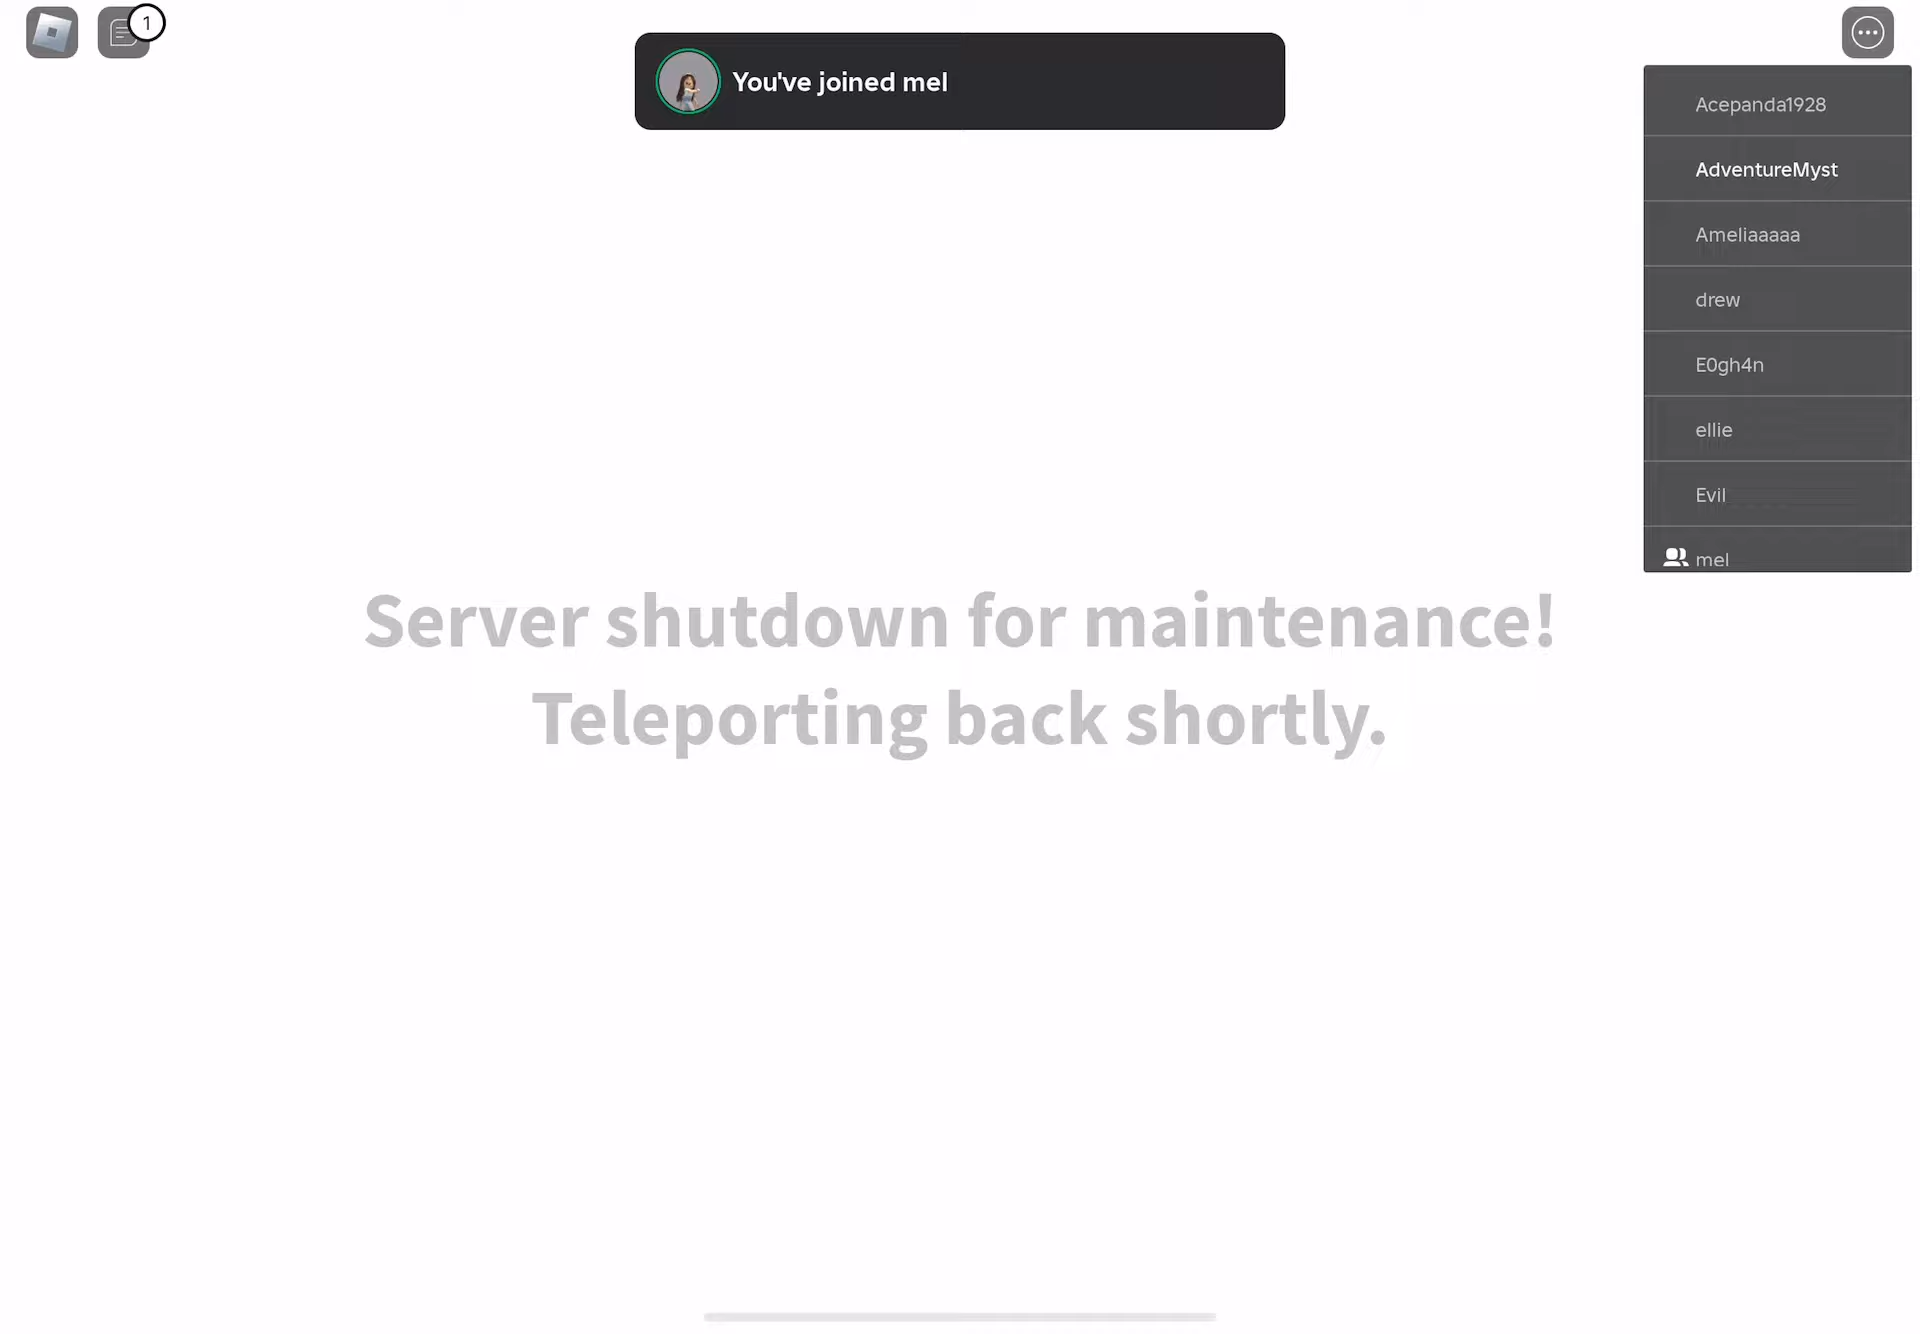 1
You've joined mel
Acepanda1928
AdventureMyst
Ameliaaaaa
drew
E0gh4n
ellie
Evil
mel
Server shutdown for maintenance!
Teleporting back shortly.